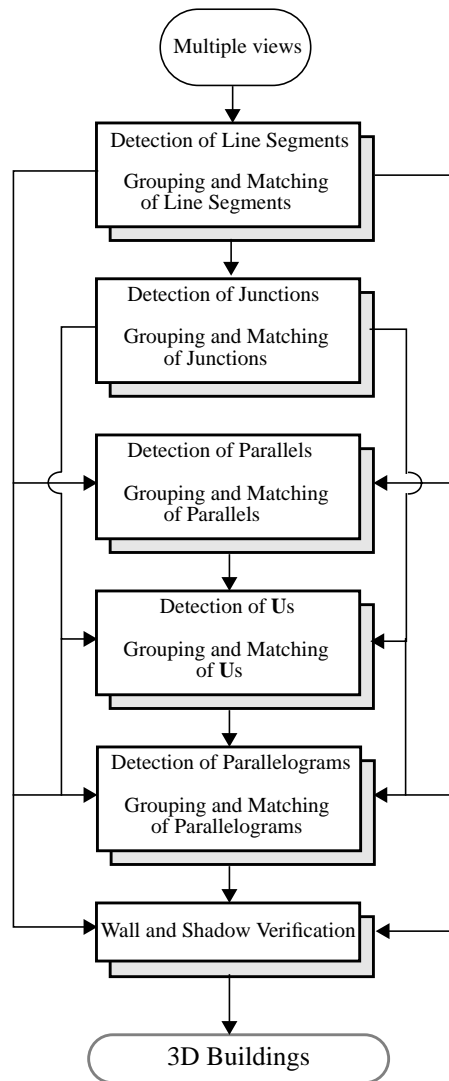 Multiple views
Detection of Line Segments
Grouping and Matching
of Line Segments
Detection of Junctions
Grouping and Matching
of Junctions
Detection of Parallels
Grouping and Matching
of Parallels
Detection of Us
Grouping and Matching
of Us
Detection of Parallelograms
Grouping and Matching
of Parallelograms
Wall and Shadow Verification
3D Buildings